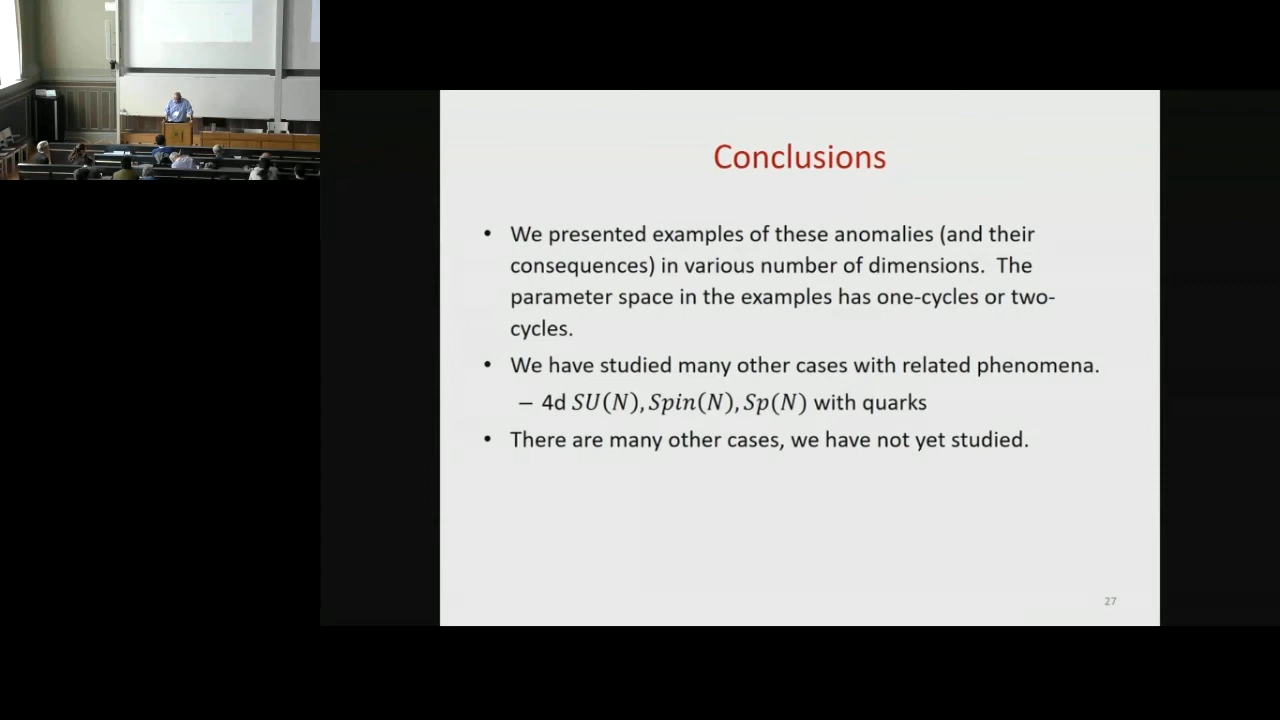 Conclusions
• We presented examples of these anomalies (and their
consequences) in various number of dimensions.  The
parameter space in the examples has one-cycles or two-
cycles.
• We have studied many other cases with related phenomena.
– 4d SU(N), Spin(N), Sp(N) with quarks
• There are many other cases, we have not yet studied.
27